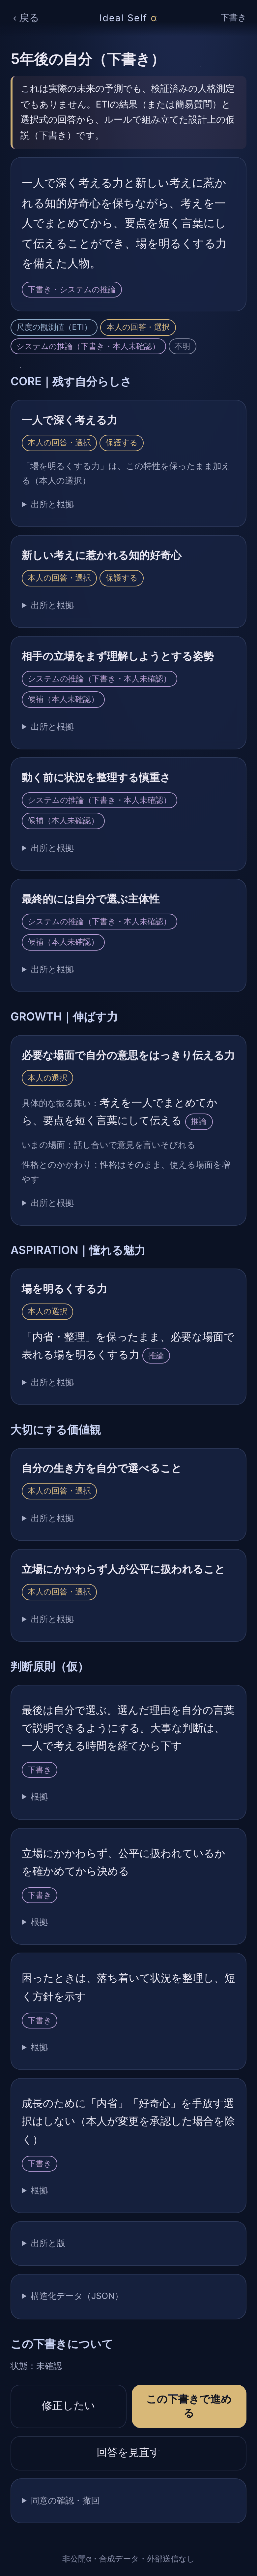 ‹ 戻る
Ideal Self α
下書き
5年後の自分（下書き）
これは実際の未来の予測でも、検証済みの人格測定
でもありません。ETIの結果（または簡易質問）と
選択式の回答から、ルールで組み立てた設計上の仮
説（下書き）です。
一人で深く考える力と新しい考えに惹か
れる知的好奇心を保ちながら、考えを一
人でまとめてから、要点を短く言葉にし
て伝えることができ、場を明るくする力
を備えた人物。
下書き・システムの推論
尺度の観測値（ETI） 本人の回答・選択
システムの推論（下書き・本人未確認） 不明
CORE｜残す自分らしさ
一人で深く考える力
本人の回答・選択 保護する
「場を明るくする力」は、この特性を保ったまま加え
る（本人の選択）
▶ 出所と根拠
新しい考えに惹かれる知的好奇心
本人の回答・選択 保護する
▶ 出所と根拠
相手の立場をまず理解しようとする姿勢
システムの推論（下書き・本人未確認）
候補（本人未確認）
▶ 出所と根拠
動く前に状況を整理する慎重さ
システムの推論（下書き・本人未確認）
候補（本人未確認）
▶ 出所と根拠
最終的には自分で選ぶ主体性
システムの推論（下書き・本人未確認）
候補（本人未確認）
▶ 出所と根拠
GROWTH｜伸ばす力
必要な場面で自分の意思をはっきり伝える力
本人の選択
具体的な振る舞い：考えを一人でまとめてか
ら、要点を短く言葉にして伝える 推論
いまの場面：話し合いで意見を言いそびれる
性格とのかかわり：性格はそのまま、使える場面を増
やす
▶ 出所と根拠
ASPIRATION｜憧れる魅力
場を明るくする力
本人の選択
「内省・整理」を保ったまま、必要な場面で
表れる場を明るくする力 推論
▶ 出所と根拠
大切にする価値観
自分の生き方を自分で選べること
本人の回答・選択
▶ 出所と根拠
立場にかかわらず人が公平に扱われること
本人の回答・選択
▶ 出所と根拠
判断原則（仮）
最後は自分で選ぶ。選んだ理由を自分の言葉
で説明できるようにする。大事な判断は、
一人で考える時間を経てから下す
下書き
▶ 根拠
立場にかかわらず、公平に扱われているか
を確かめてから決める
下書き
▶ 根拠
困ったときは、落ち着いて状況を整理し、短
く方針を示す
下書き
▶ 根拠
成長のために「内省」「好奇心」を手放す選
択はしない（本人が変更を承認した場合を除
く）
下書き
▶ 根拠
▶ 出所と版
▶ 構造化データ（JSON）
この下書きについて
状態：未確認
修正したい
この下書きで進め
る
回答を見直す
▶ 同意の確認・撤回
非公開α・合成データ・外部送信なし